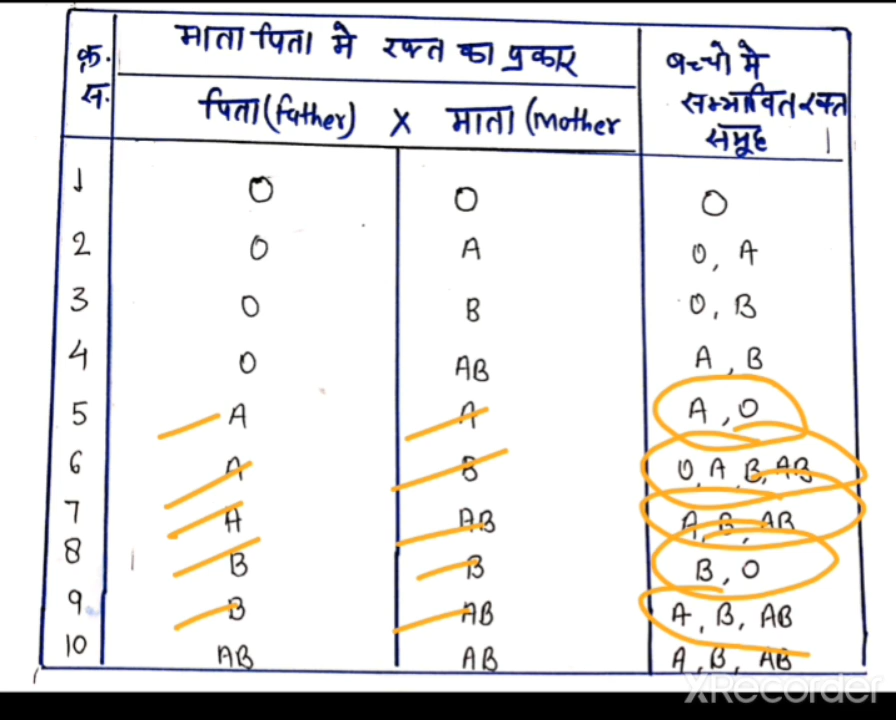 क्र. स. माता पिता मे रक्त का प्रकार बच्चो मे सम्भावित रक्त समूह
पिता (father) X माता (Mother
1 O O O
2 O A O, A
3 O B O, B
4 O AB A, B
5 A A A, O
6 A B O, A, B, AB
7 A AB A, B, AB
8 B B B, O
9 B AB A, B, AB
10 AB AB A, B, AB
XRecorder